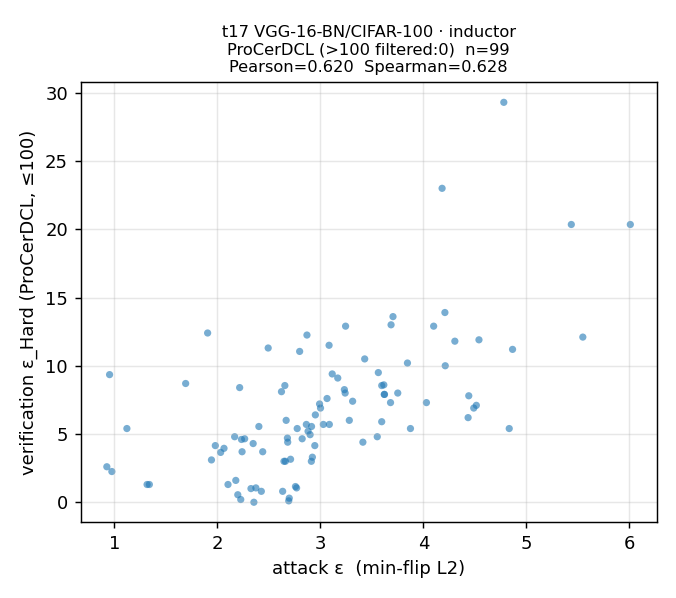 t17 VGG-16-BN/CIFAR-100 · inductor
ProCerDCL (>100 filtered:0)  n=99
Pearson=0.620  Spearman=0.628
verification ε_Hard (ProCerDCL, ≤100)
30
25
20
15
10
5
0
1 2 3 4 5 6
attack ε  (min-flip L2)